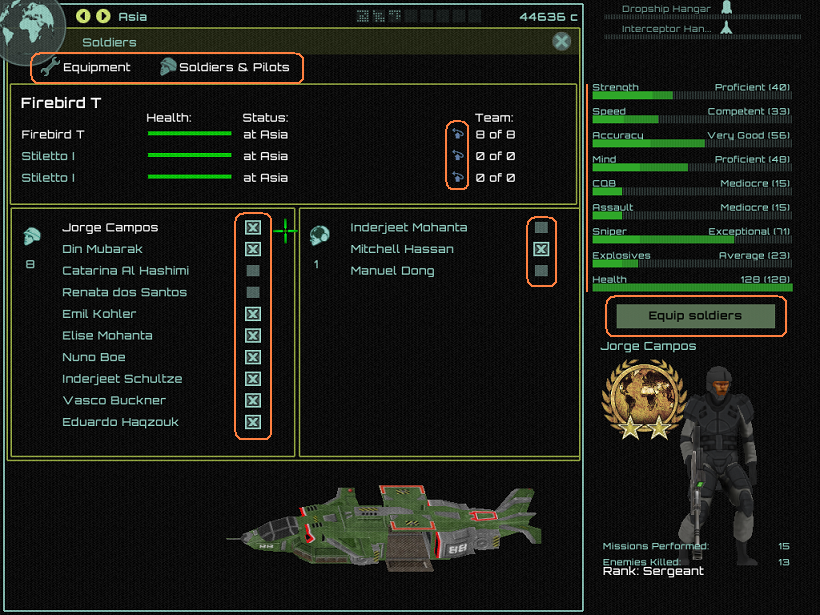 Asia
44636 c
Soldiers
Equipment
Soldiers & Pilots
Firebird T
Health:
Status:
Team:
Firebird T
at Asia
8 of 8
Stiletto I
at Asia
0 of 0
Stiletto I
at Asia
0 of 0
8
Jorge Campos
Din Mubarak
Catarina Al Hashimi
Renata dos Santos
Emil Kohler
Elise Mohanta
Nuno Boe
Inderjeet Schultze
Vasco Buckner
Eduardo Haqzouk
1
Inderjeet Mohanta
Mitchell Hassan
Manuel Dong
Dropship Hangar
Interceptor Han...
Strength Proficient (40)
Speed Competent (33)
Accuracy Very Good (56)
Mind Proficient (48)
CQB Mediocre (15)
Assault Mediocre (15)
Sniper Exceptional (71)
Explosives Average (23)
Health 128 (128)
Equip soldiers
Jorge Campos
Missions Performed: 15
Enemies Killed: 13
Rank: Sergeant